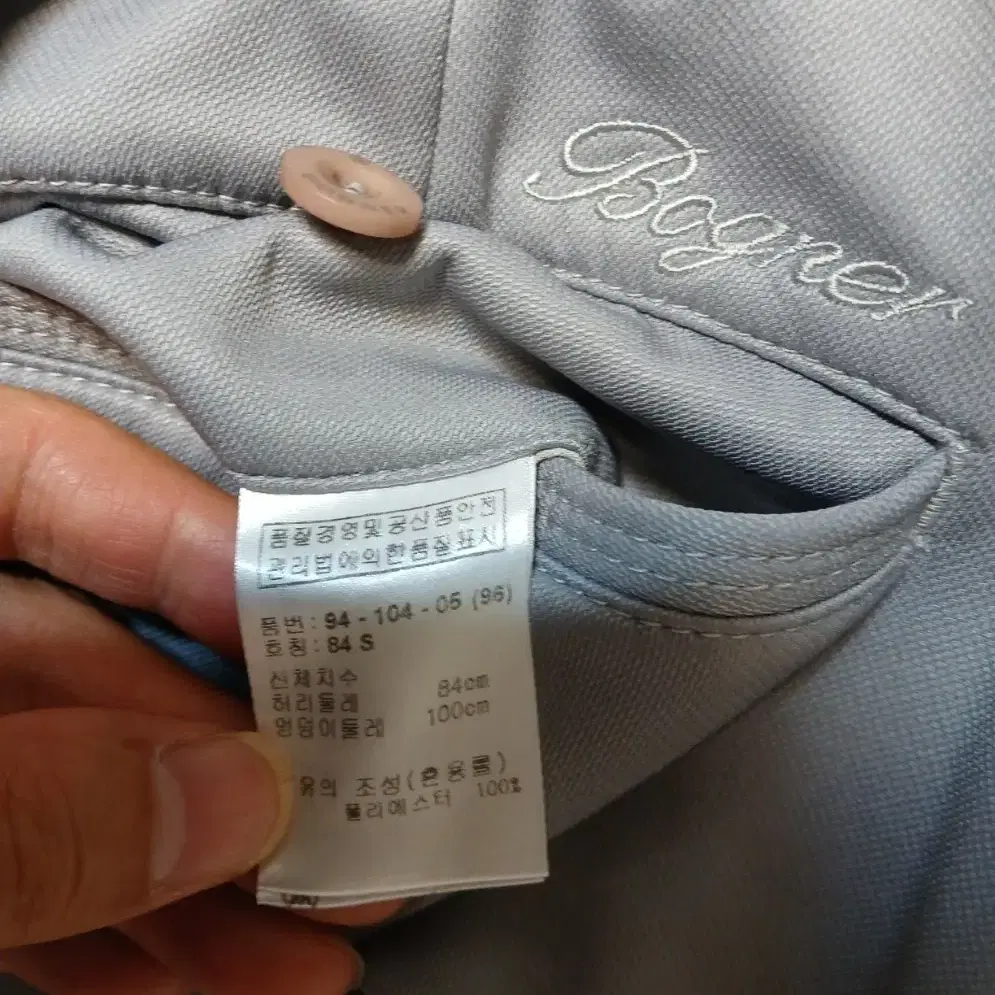 Bogner
품질경영및공산품안전
관리법에의한품질표시
품번 : 94 - 104 - 05 (96)
호칭 : 84 S
신체치수
허리둘레 84cm
엉덩이둘레 100cm
유의 조성(혼용률)
폴리에스터 100%